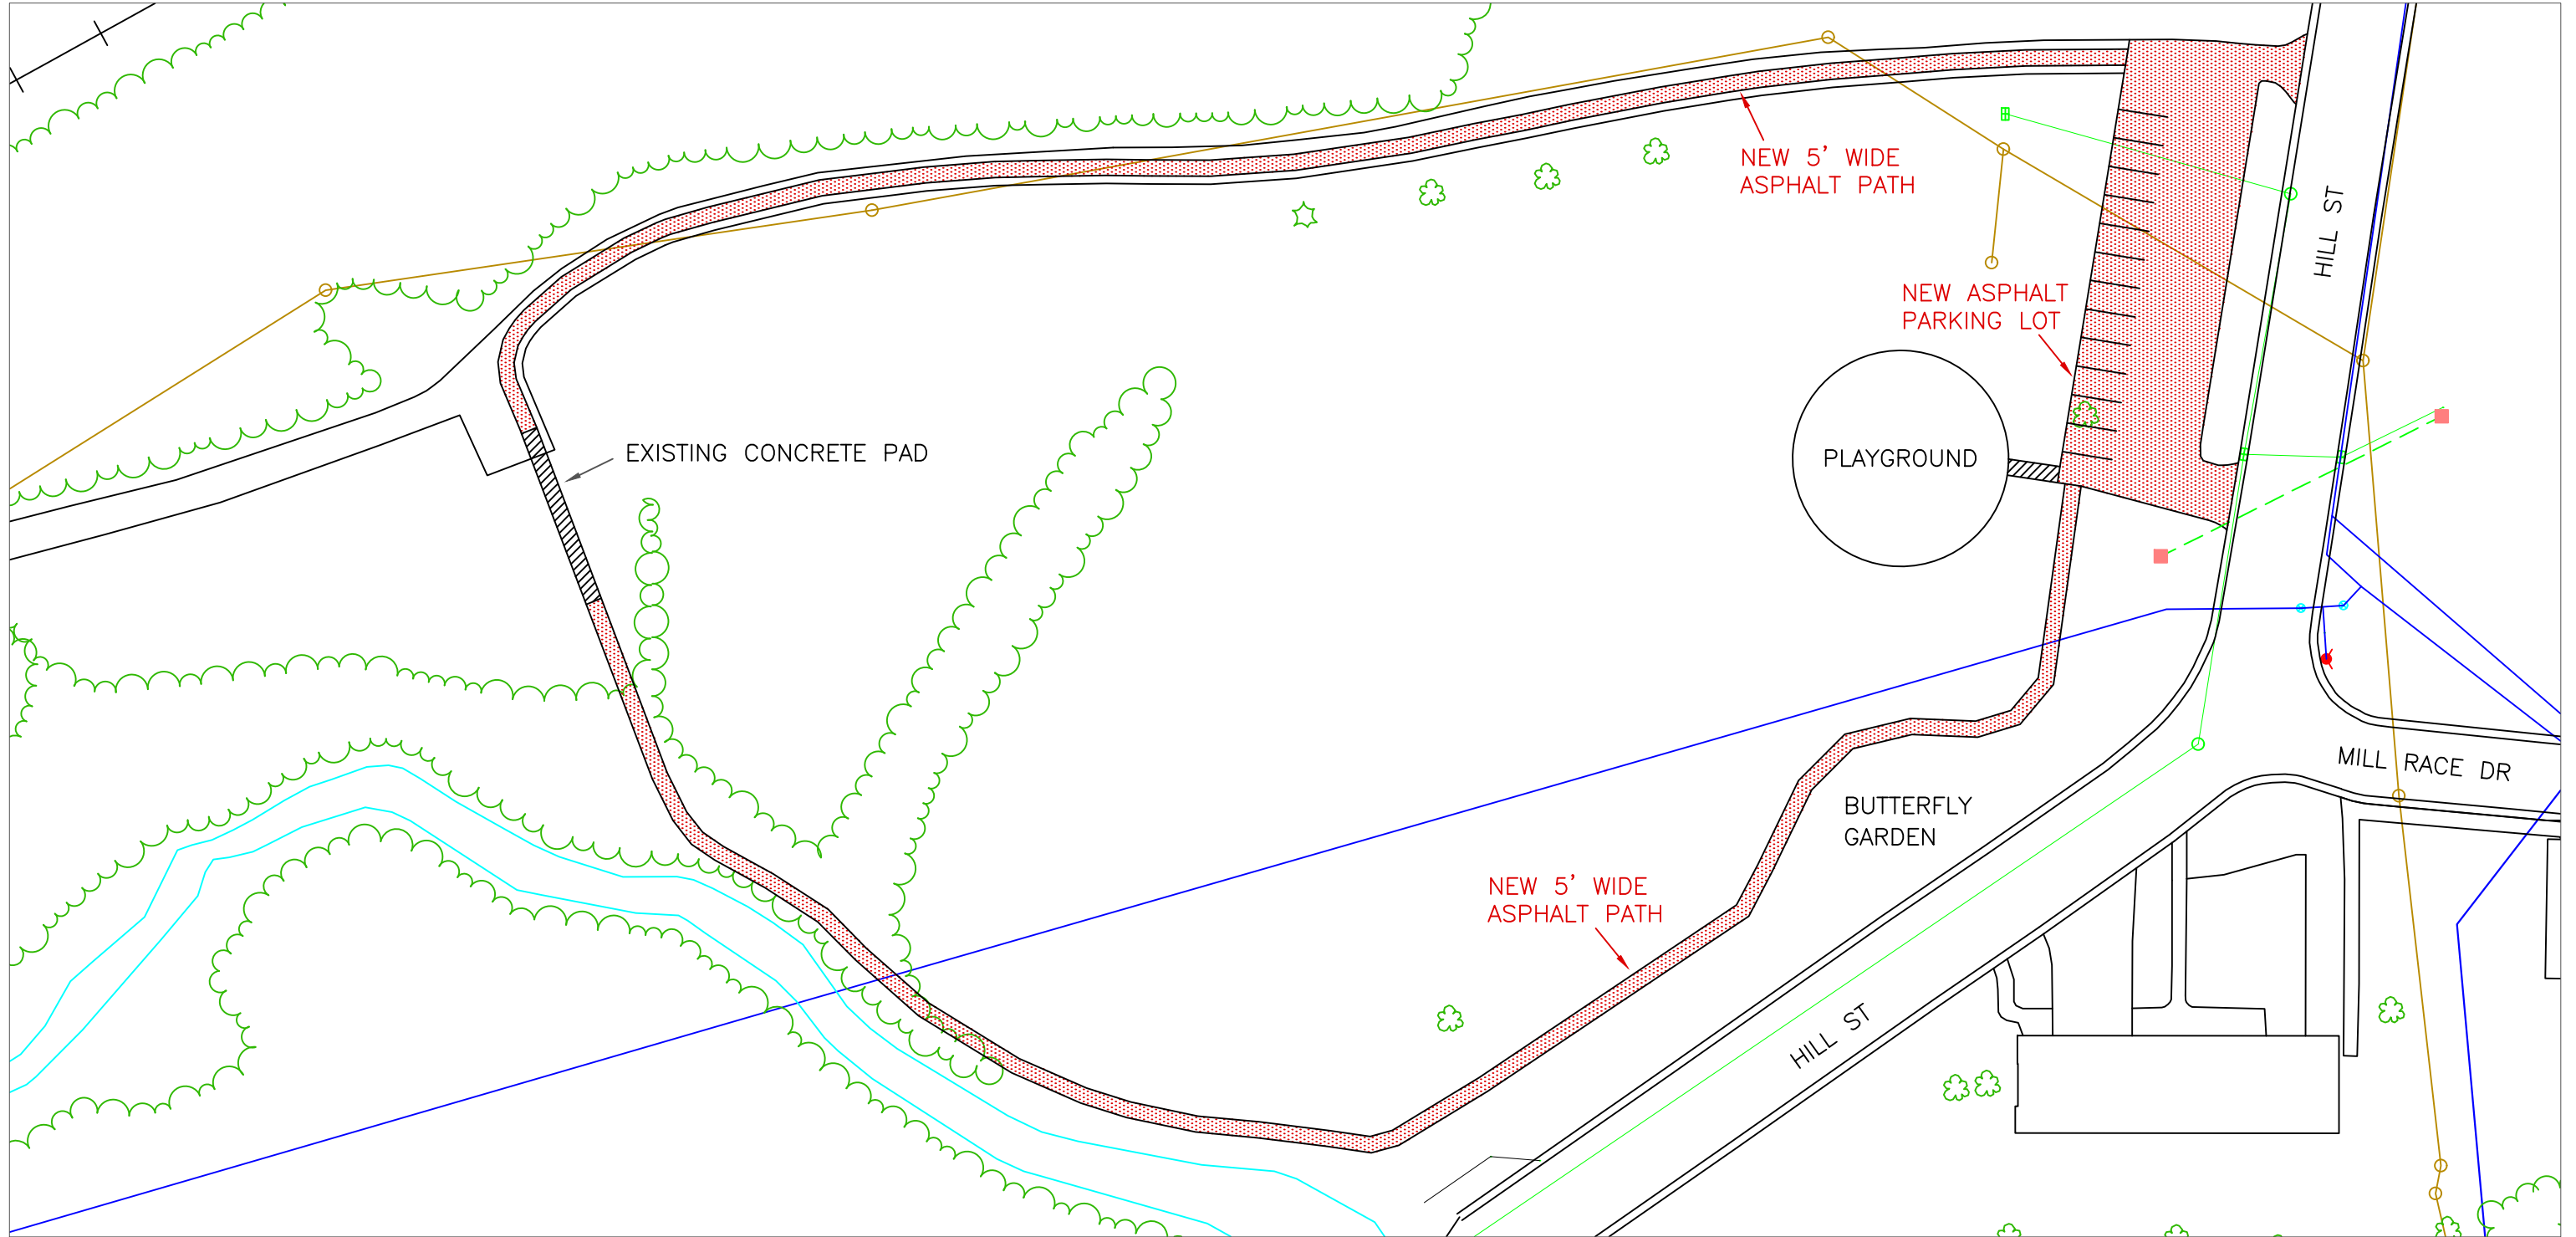 NEW 5' WIDE
ASPHALT PATH
HILL ST
NEW ASPHALT
PARKING LOT
EXISTING CONCRETE PAD
PLAYGROUND
MILL RACE DR
BUTTERFLY
GARDEN
NEW 5' WIDE
ASPHALT PATH
HILL ST